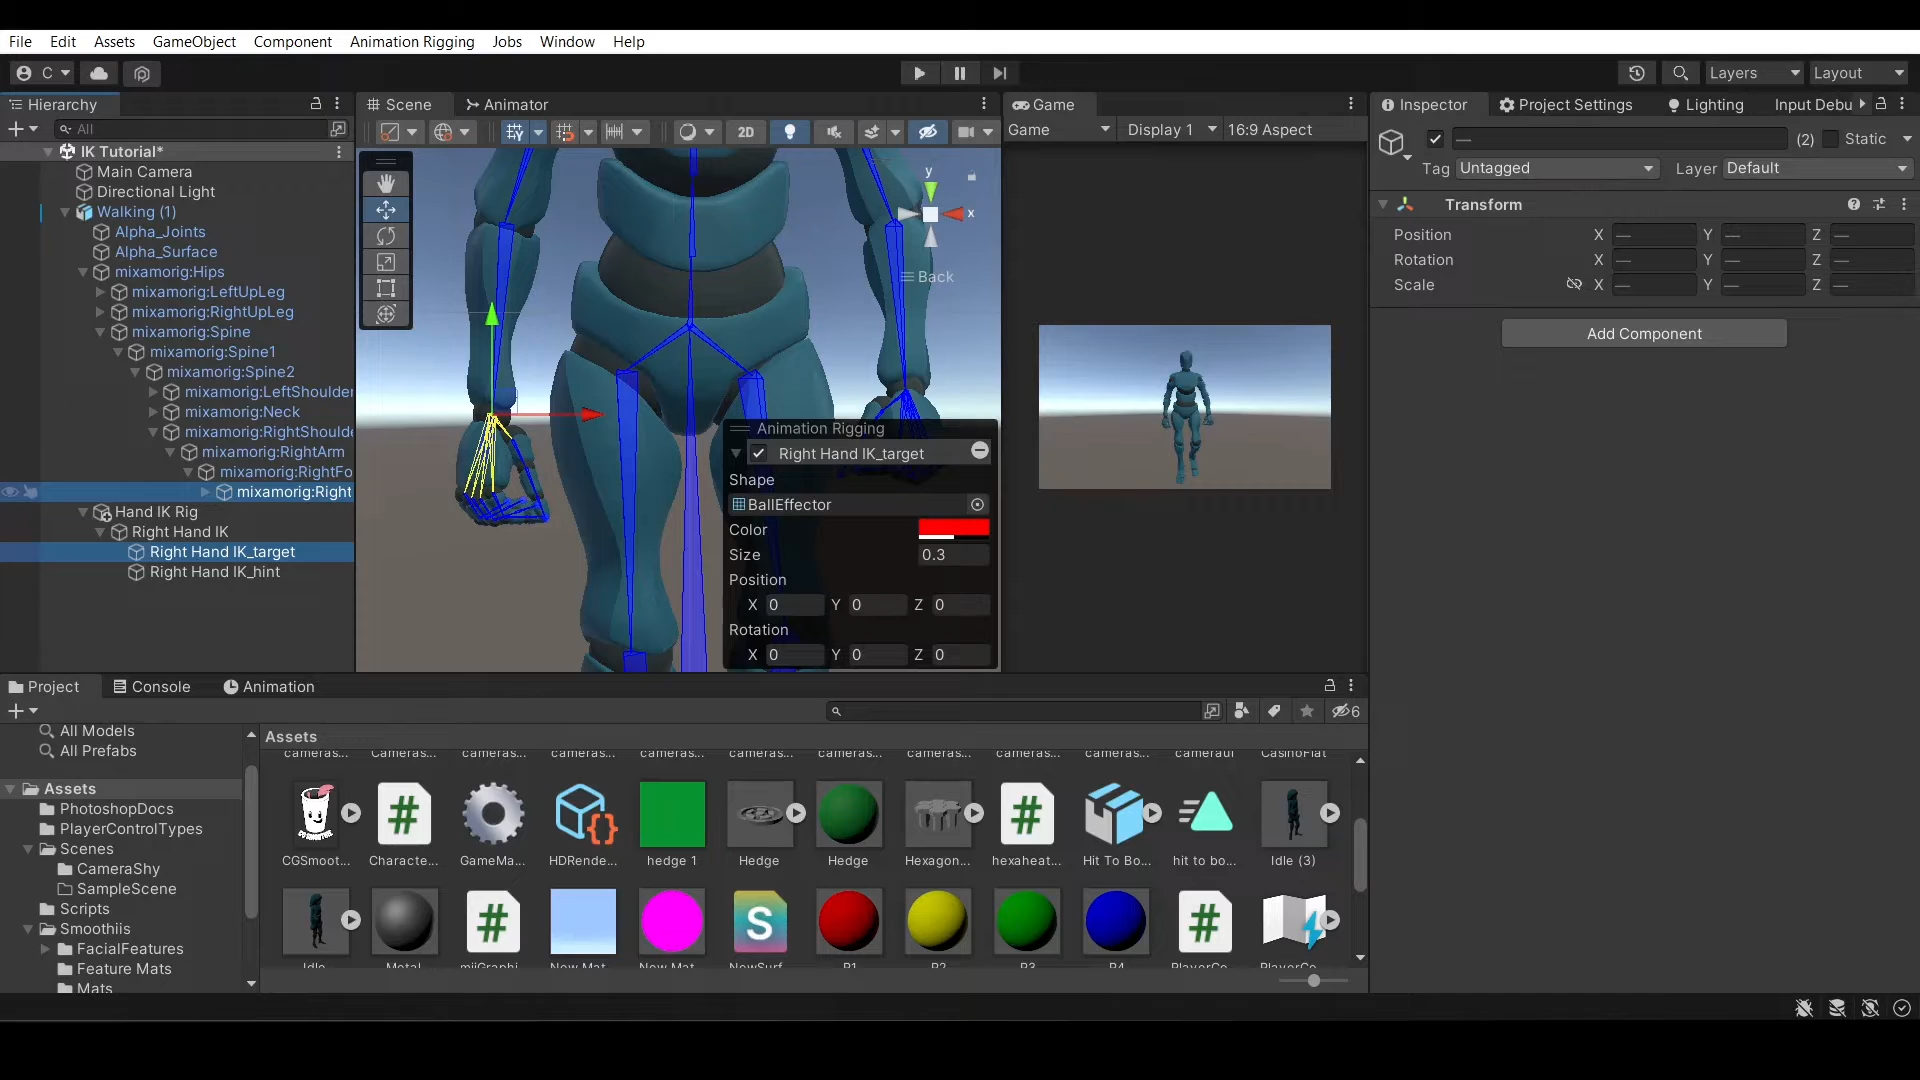 File Edit Assets GameObject Component Animation Rigging Jobs Window Help
C Layers Layout
Hierarchy
All
IK Tutorial*
Main Camera
Directional Light
Walking (1)
Alpha_Joints
Alpha_Surface
mixamorig:Hips
mixamorig:LeftUpLeg
mixamorig:RightUpLeg
mixamorig:Spine
mixamorig:Spine1
mixamorig:Spine2
mixamorig:LeftShoulder
mixamorig:Neck
mixamorig:RightShoulde
mixamorig:RightArm
mixamorig:RightFo
mixamorig:Right
Hand IK Rig
Right Hand IK
Right Hand IK_target
Right Hand IK_hint
Scene Animator
2D
y
x
Back
Animation Rigging
Right Hand IK_target
Shape
BallEffector
Color
Size 0.3
Position
X 0 Y 0 Z 0
Rotation
X 0 Y 0 Z 0
Game
Game Display 1 16:9 Aspect
Inspector Project Settings Lighting Input Debu
— (2) Static
Tag Untagged Layer Default
Transform
Position X — Y — Z —
Rotation X — Y — Z —
Scale X — Y — Z —
Add Component
Project Console Animation
6
All Models
All Prefabs
Assets
PhotoshopDocs
PlayerControlTypes
Scenes
CameraShy
SampleScene
Scripts
Smoothiis
FacialFeatures
Feature Mats
Mats
Assets
cameras... Cameras... cameras... cameras... cameras... cameras... cameras... cameras... cameras... cameras... cameraui CasinoFlat
CGSmoot... Characte... GameMa... HDRende... hedge 1 Hedge Hedge Hexagon... hexaheat... Hit To Bo... hit to bo... Idle (3)
Idle Metal miiGraphi New Mat New Mat NewSurf P1 P2 P3 P4 PlayerCo PlayerCo